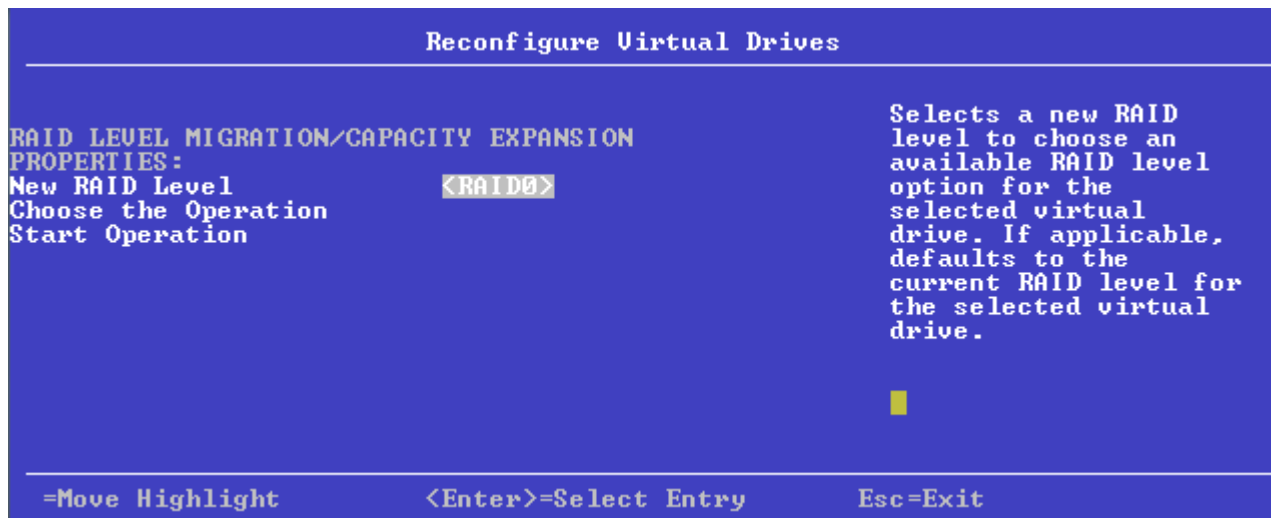 Reconfigure Virtual Drives
RAID LEVEL MIGRATION/CAPACITY EXPANSION
PROPERTIES:
New RAID Level <RAID0>
Choose the Operation
Start Operation
Selects a new RAID
level to choose an
available RAID level
option for the
selected virtual
drive. If applicable,
defaults to the
current RAID level for
the selected virtual
drive.
=Move Highlight <Enter>=Select Entry Esc=Exit